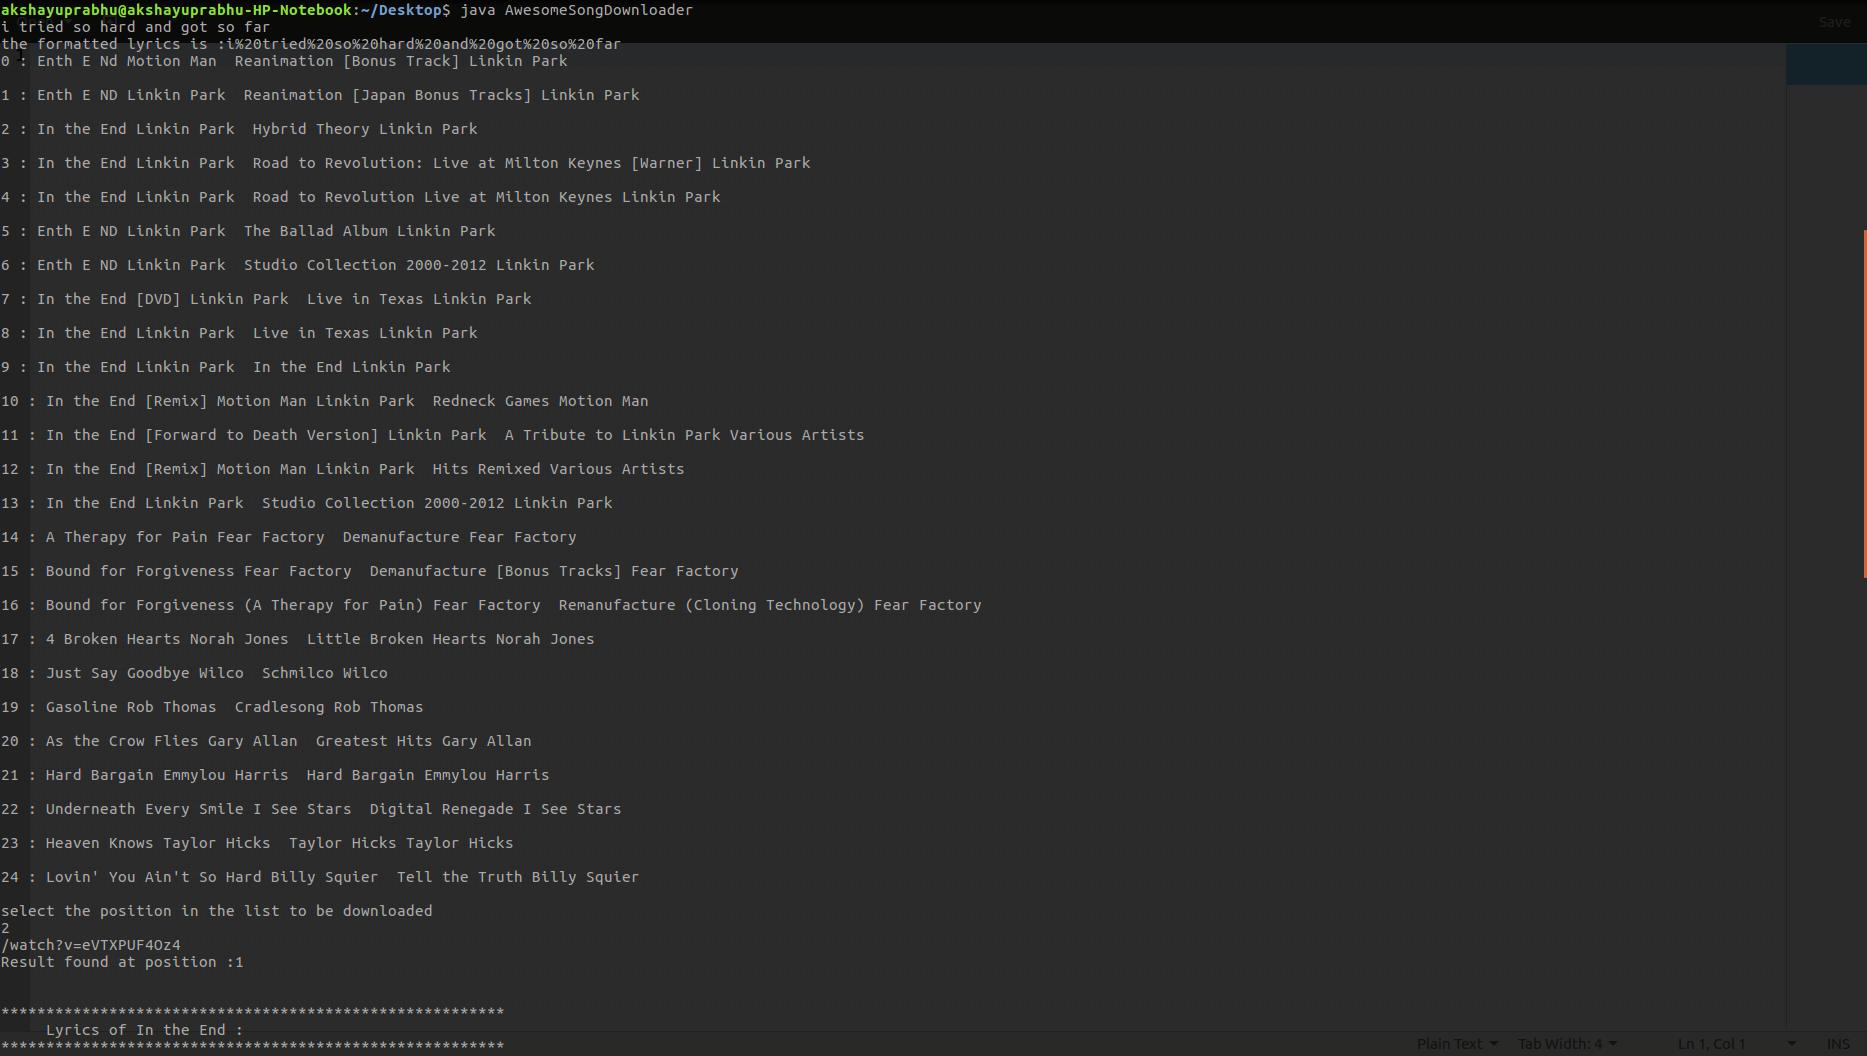 akshayuprabhu@akshayuprabhu-HP-Notebook:~/Desktop$ java AwesomeSongDownloader
Save
i tried so hard and got so far
the formatted lyrics is :i%20tried%20so%20hard%20and%20got%20so%20far
0 : Enth E Nd Motion Man  Reanimation [Bonus Track] Linkin Park
1 : Enth E ND Linkin Park  Reanimation [Japan Bonus Tracks] Linkin Park
2 : In the End Linkin Park  Hybrid Theory Linkin Park
3 : In the End Linkin Park  Road to Revolution: Live at Milton Keynes [Warner] Linkin Park
4 : In the End Linkin Park  Road to Revolution Live at Milton Keynes Linkin Park
5 : Enth E ND Linkin Park  The Ballad Album Linkin Park
6 : Enth E ND Linkin Park  Studio Collection 2000-2012 Linkin Park
7 : In the End [DVD] Linkin Park  Live in Texas Linkin Park
8 : In the End Linkin Park  Live in Texas Linkin Park
9 : In the End Linkin Park  In the End Linkin Park
10 : In the End [Remix] Motion Man Linkin Park  Redneck Games Motion Man
11 : In the End [Forward to Death Version] Linkin Park  A Tribute to Linkin Park Various Artists
12 : In the End [Remix] Motion Man Linkin Park  Hits Remixed Various Artists
13 : In the End Linkin Park  Studio Collection 2000-2012 Linkin Park
14 : A Therapy for Pain Fear Factory  Demanufacture Fear Factory
15 : Bound for Forgiveness Fear Factory  Demanufacture [Bonus Tracks] Fear Factory
16 : Bound for Forgiveness (A Therapy for Pain) Fear Factory  Remanufacture (Cloning Technology) Fear Factory
17 : 4 Broken Hearts Norah Jones  Little Broken Hearts Norah Jones
18 : Just Say Goodbye Wilco  Schmilco Wilco
19 : Gasoline Rob Thomas  Cradlesong Rob Thomas
20 : As the Crow Flies Gary Allan  Greatest Hits Gary Allan
21 : Hard Bargain Emmylou Harris  Hard Bargain Emmylou Harris
22 : Underneath Every Smile I See Stars  Digital Renegade I See Stars
23 : Heaven Knows Taylor Hicks  Taylor Hicks Taylor Hicks
24 : Lovin' You Ain't So Hard Billy Squier  Tell the Truth Billy Squier
select the position in the list to be downloaded
2
/watch?v=eVTXPUF4Oz4
Result found at position :1
********************************************************
Lyrics of In the End :
********************************************************
Plain Text  Tab Width: 4  Ln 1, Col 1  INS